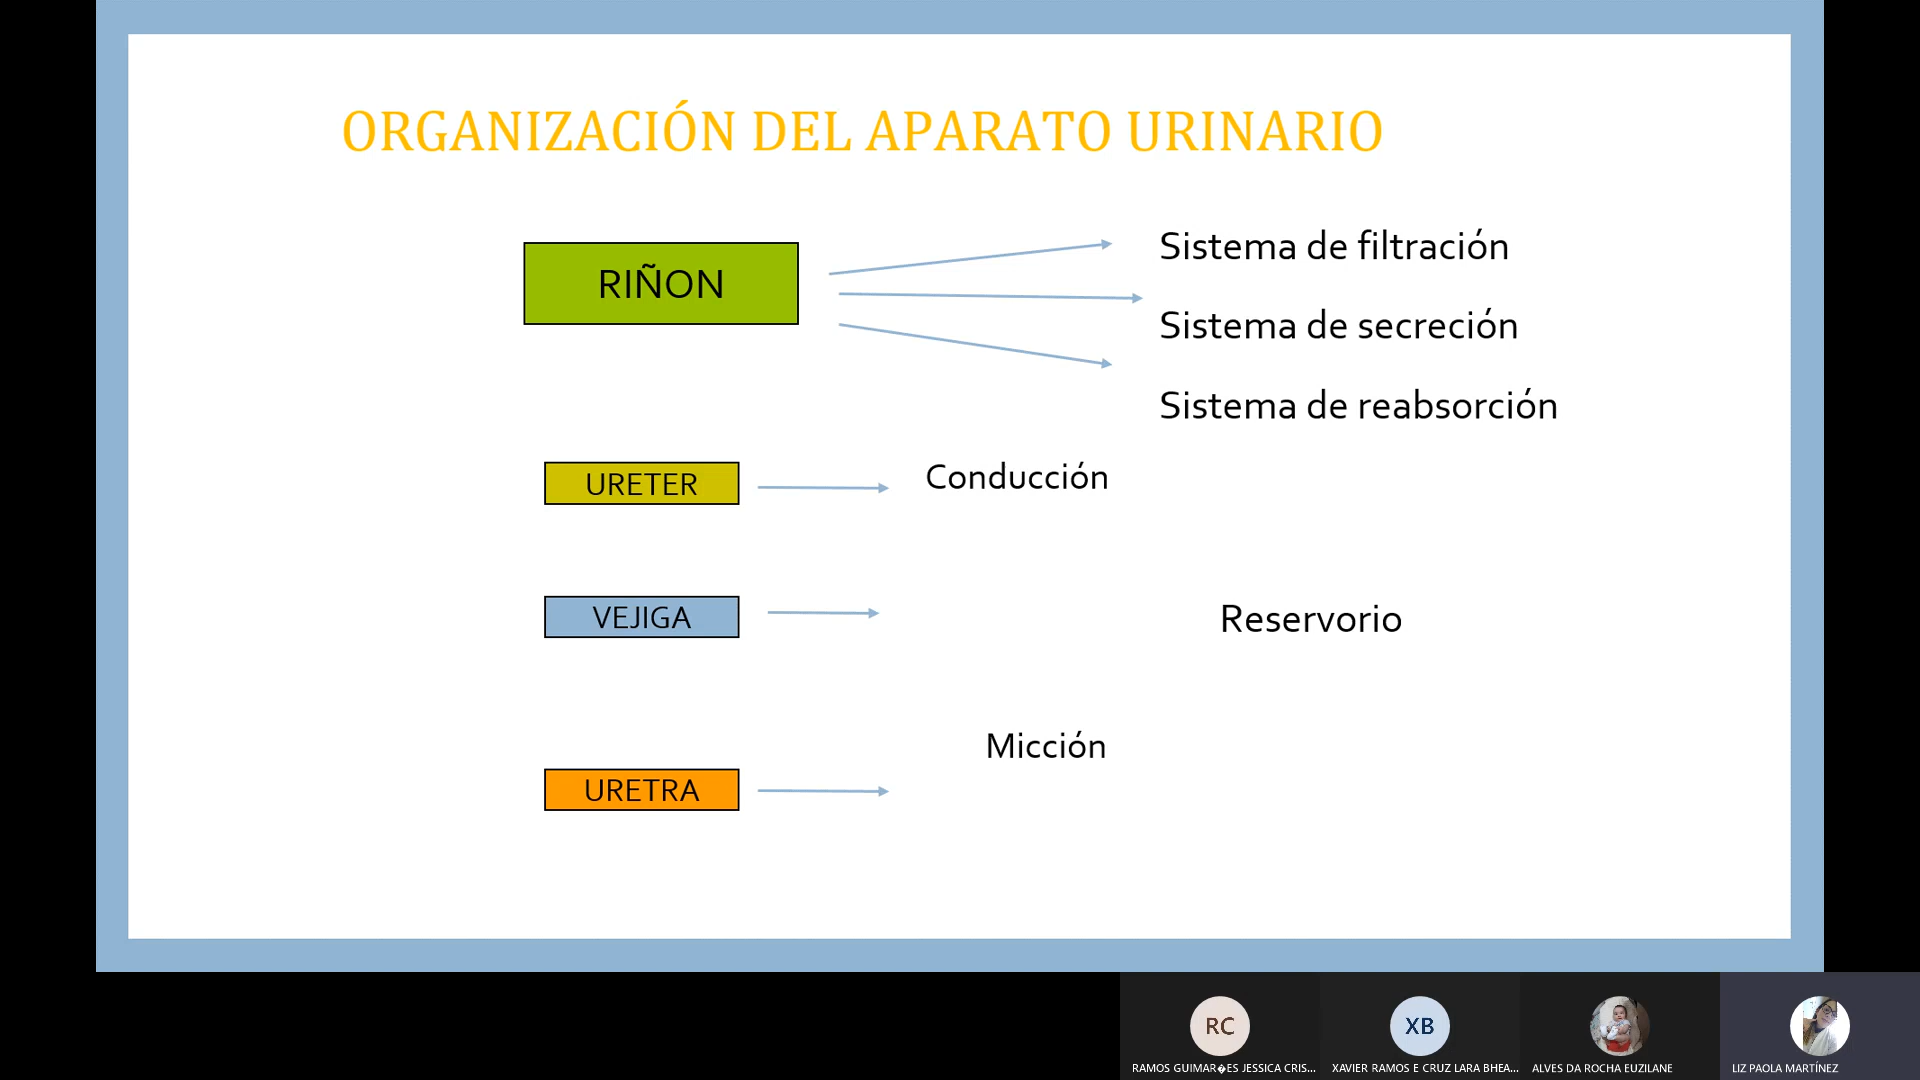 ORGANIZACIÓN DEL APARATO URINARIO
RIÑON
Sistema de filtración
Sistema de secreción
Sistema de reabsorción
URETER
Conducción
VEJIGA
Reservorio
Micción
URETRA
RC
XB
RAMOS GUIMAR�ES JESSICA CRIS...
XAVIER RAMOS E CRUZ LARA BHEA...
ALVES DA ROCHA EUZILANE
LIZ PAOLA MARTÍNEZ